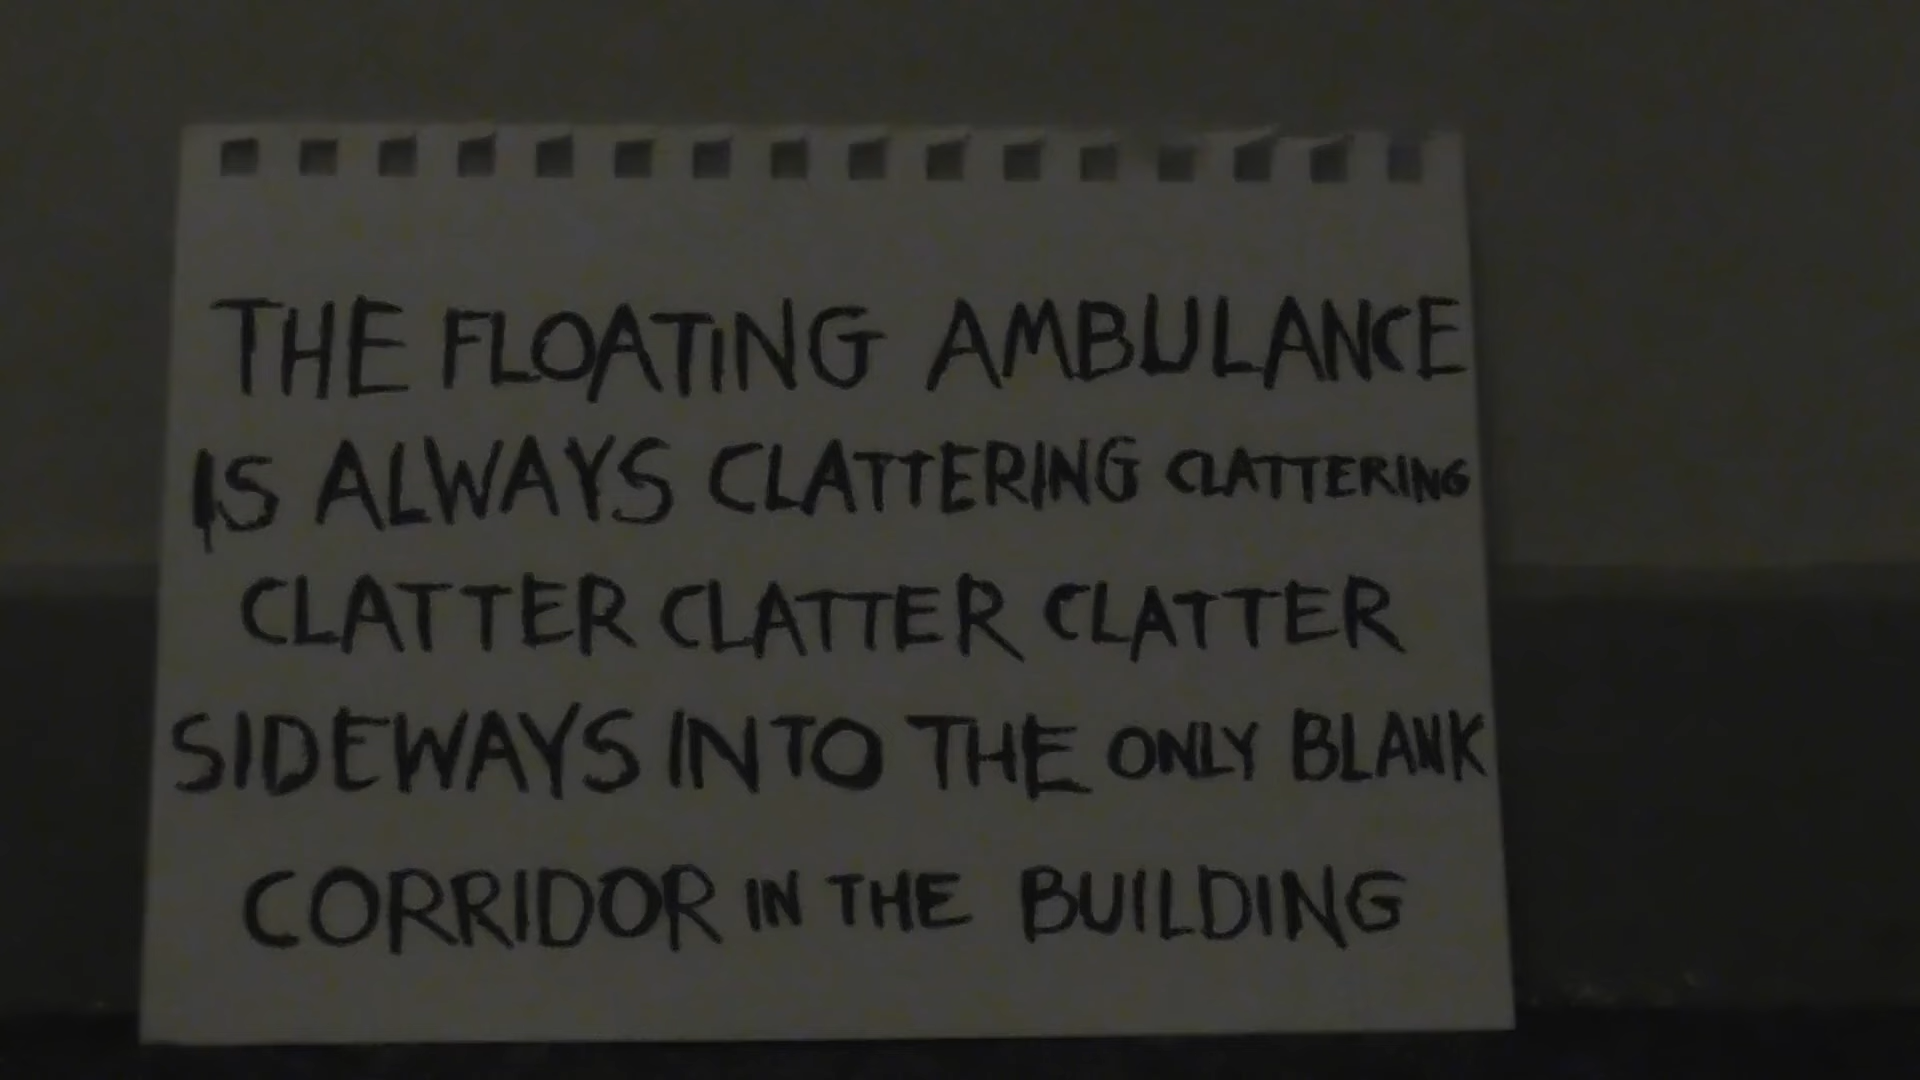 THE FLOATING AMBULANCE
IS ALWAYS CLATTERING CLATTERING
CLATTER CLATTER CLATTER
SIDEWAYS INTO THE ONLY BLANK
CORRIDOR IN THE BUILDING